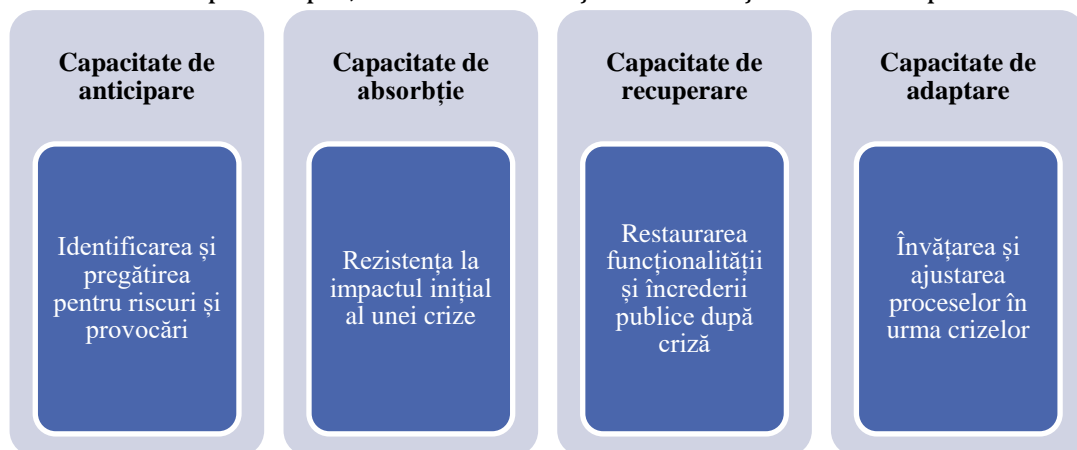 Capacitate de
anticipare
Identificarea și
pregătirea
pentru riscuri și
provocări
Capacitate de
absorbție
Rezistența la
impactul inițial
al unei crize
Capacitate de
recuperare
Restaurarea
funcționalității
și încrederii
publice după
criză
Capacitate de
adaptare
Învățarea și
ajustarea
proceselor în
urma crizelor